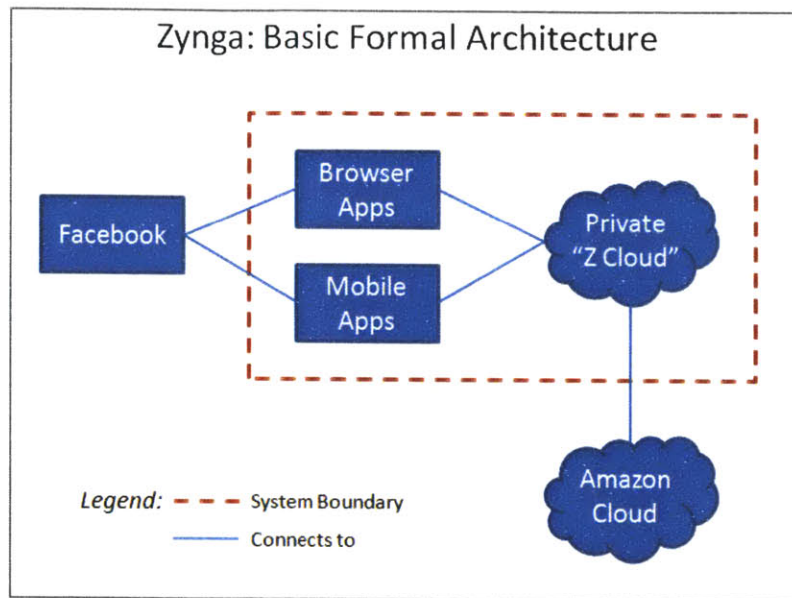 Zynga: Basic Formal Architecture
Browser
Apps
Facebook
Private
“Z Cloud”
Mobile
Apps
Amazon
Cloud
Legend:
System Boundary
Connects to